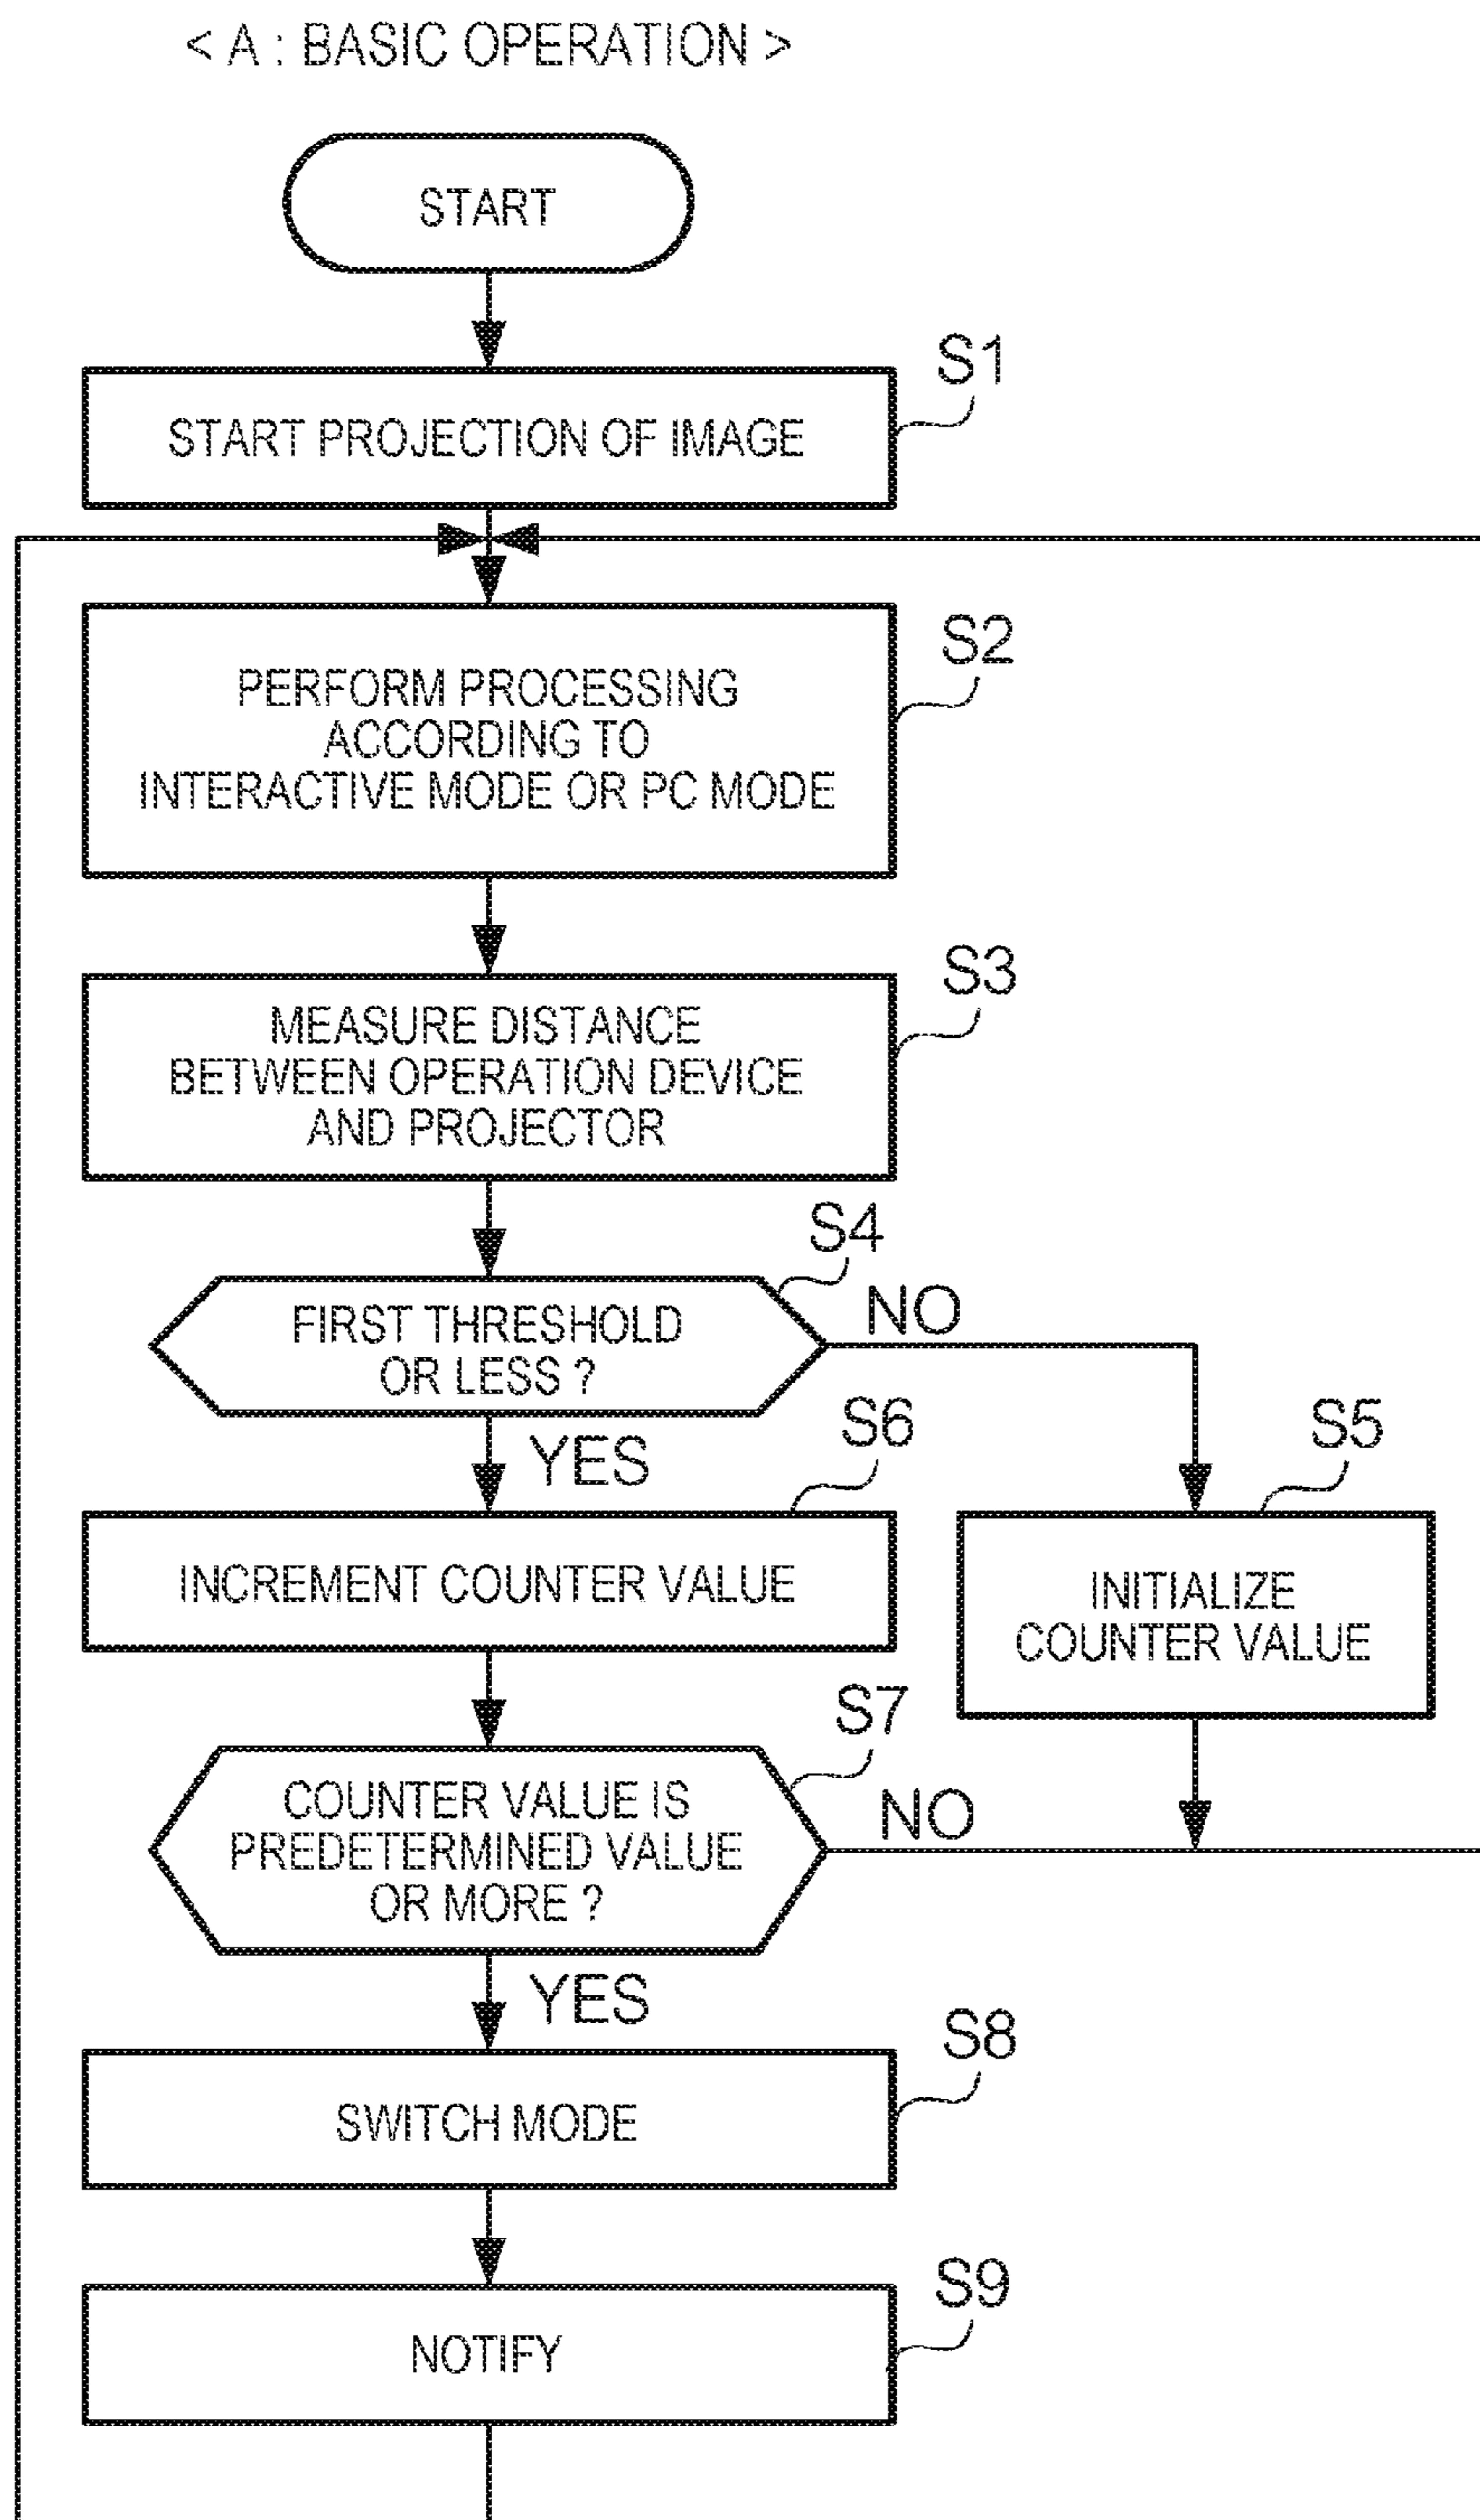 < A : BASIC OPERATION >
START
S1
START PROJECTION OF IMAGE
S2
PERFORM PROCESSING
ACCORDING TO
INTERACTIVE MODE OR PC MODE
S3
MEASURE DISTANCE
BETWEEN OPERATION DEVICE
AND PROJECTOR
S4
FIRST THRESHOLD
OR LESS ?
NO
YES
S6
INCREMENT COUNTER VALUE
S5
INITIALIZE
COUNTER VALUE
S7
COUNTER VALUE IS
PREDETERMINED VALUE
OR MORE ?
NO
YES
S8
SWITCH MODE
S9
NOTIFY